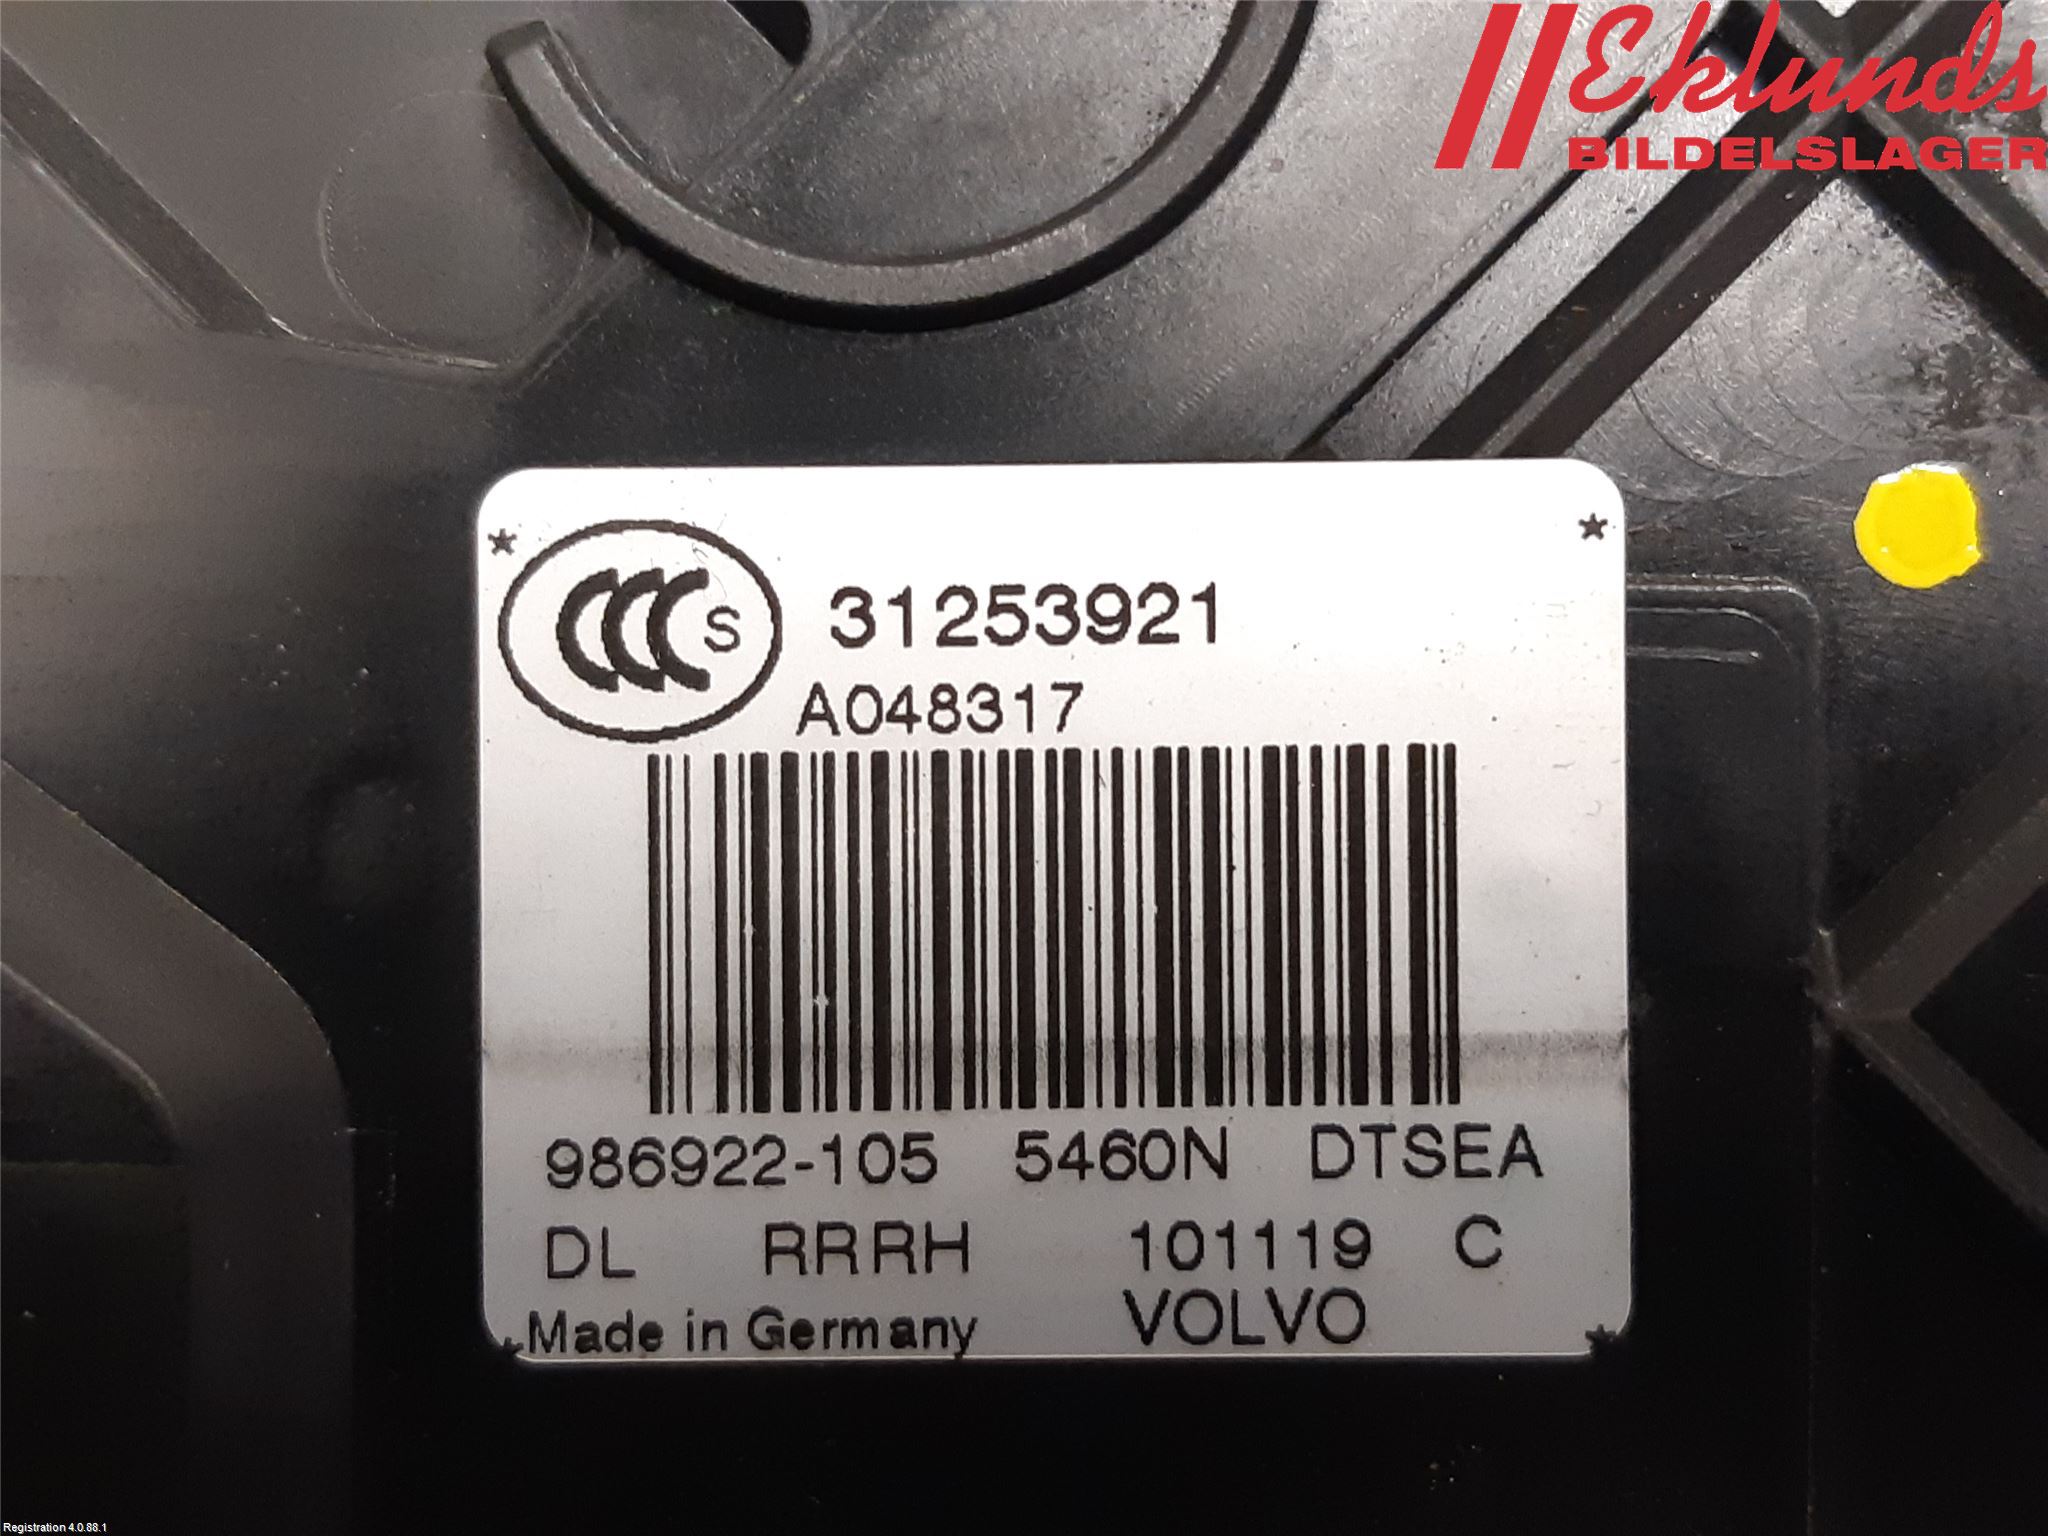 Eklunds
BILDELSLAGER
CCC S
31253921
A048317
986922-105 5460N DTSEA
DL RRRH 101119 C
Made in Germany VOLVO
Registration 4.0.88.1